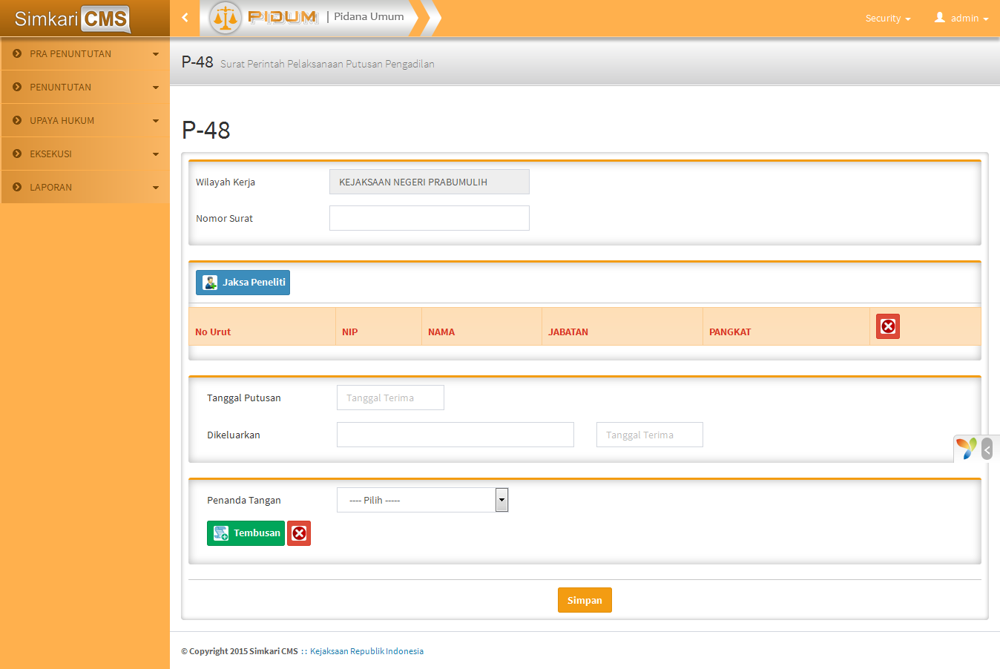 Simkari CMS
PIDUM | Pidana Umum
Security
admin
PRA PENUNTUTAN
PENUNTUTAN
UPAYA HUKUM
EKSEKUSI
LAPORAN
P-48 Surat Perintah Pelaksanaan Putusan Pengadilan
P-48
Wilayah Kerja KEJAKSAAN NEGERI PRABUMULIH
Nomor Surat
Jaksa Peneliti
No Urut NIP NAMA JABATAN PANGKAT
Tanggal Putusan Tanggal Terima
Dikeluarkan Tanggal Terima
Penanda Tangan ---- Pilih -----
Tembusan
Simpan
© Copyright 2015 Simkari CMS :: Kejaksaan Republik Indonesia